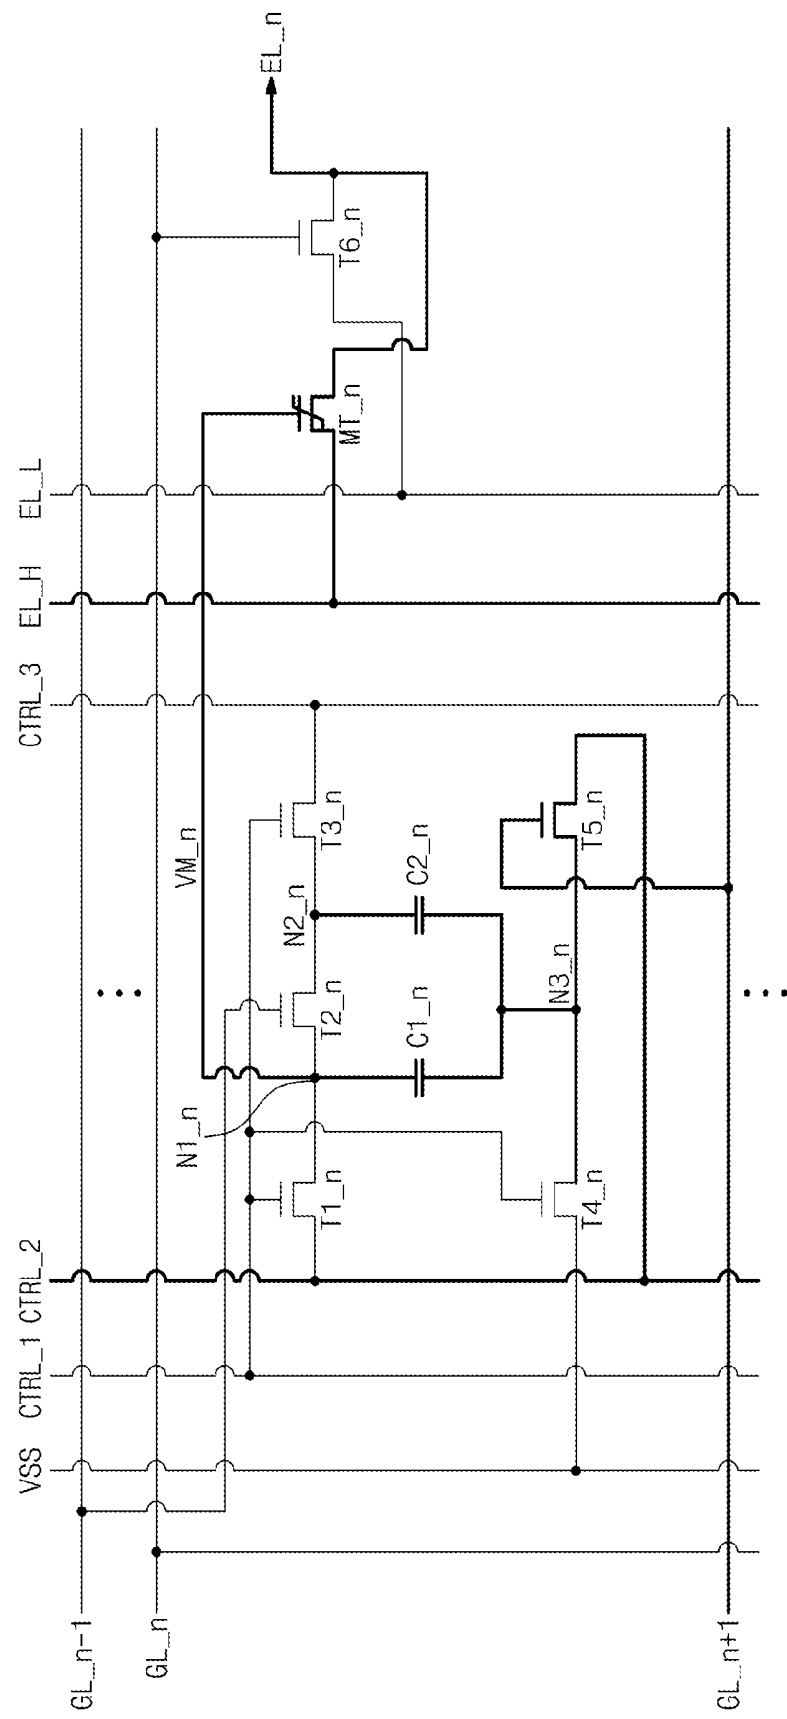 VSS
CTRL_1
CTRL_2
CTRL_3
EL_H
EL_L
GL_n-1
GL_n
EL_n
N1_n
VM_n
T1_n
T2_n
N2_n
T3_n
MT_n
T6_n
C1_n
C2_n
T4_n
N3_n
T5_n
GL_n+1